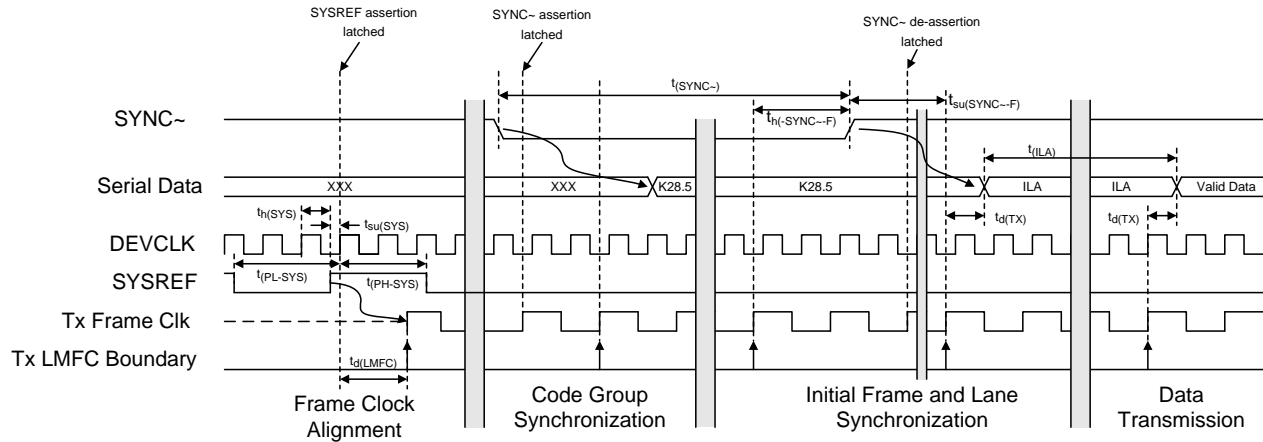 SYSREF assertion
latched
SYNC~ assertion
latched
SYNC~ de-assertion
latched
t(SYNC~)
th(-SYNC~-F)
tsu(SYNC~-F)
SYNC~
t(ILA)
Serial Data
XXX
XXX
K28.5
K28.5
ILA
ILA
Valid Data
th(SYS)
tsu(SYS)
td(TX)
td(TX)
DEVCLK
t(PL-SYS)
t(PH-SYS)
SYSREF
Tx Frame Clk
Tx LMFC Boundary
td(LMFC)
Frame Clock
Alignment
Code Group
Synchronization
Initial Frame and Lane
Synchronization
Data
Transmission